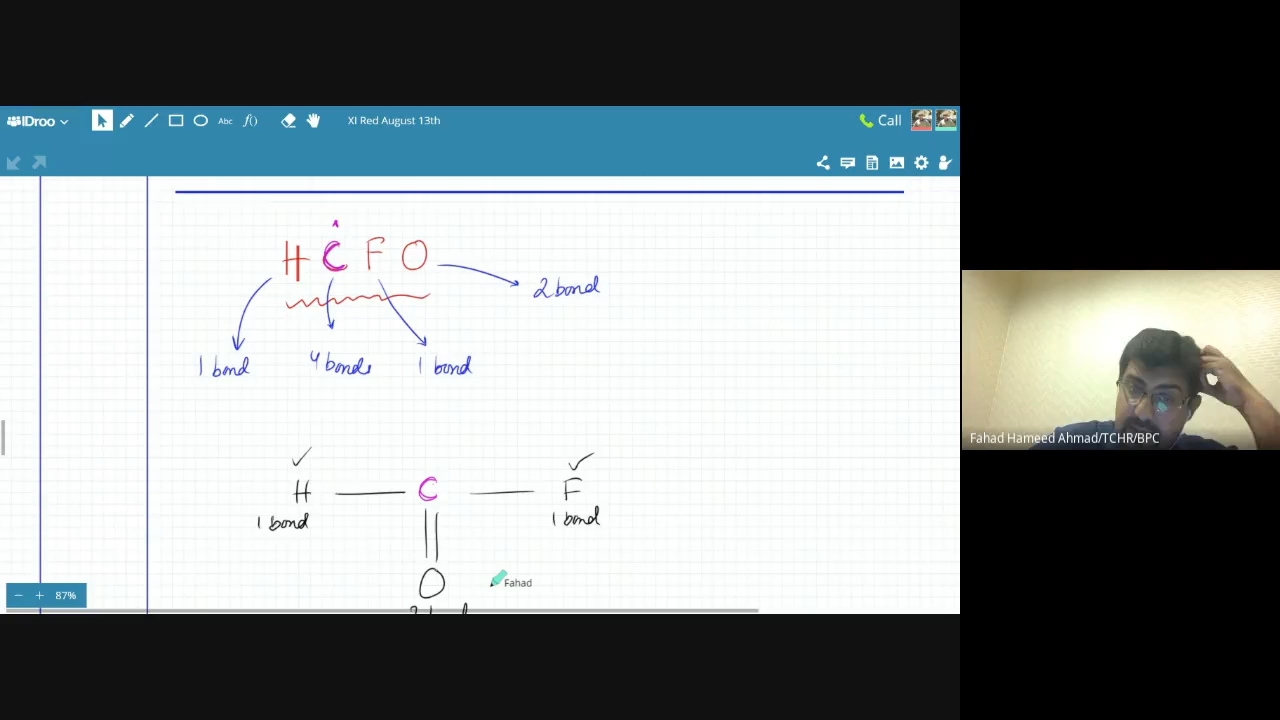 IDroo Abc f() XI Red August 13th Call
H C F O
2 bond
1 bond 4 bonds 1 bond
H C F
1 bond 1 bond
O
Fahad
87%
Fahad Hameed Ahmad/TCHR/BPC